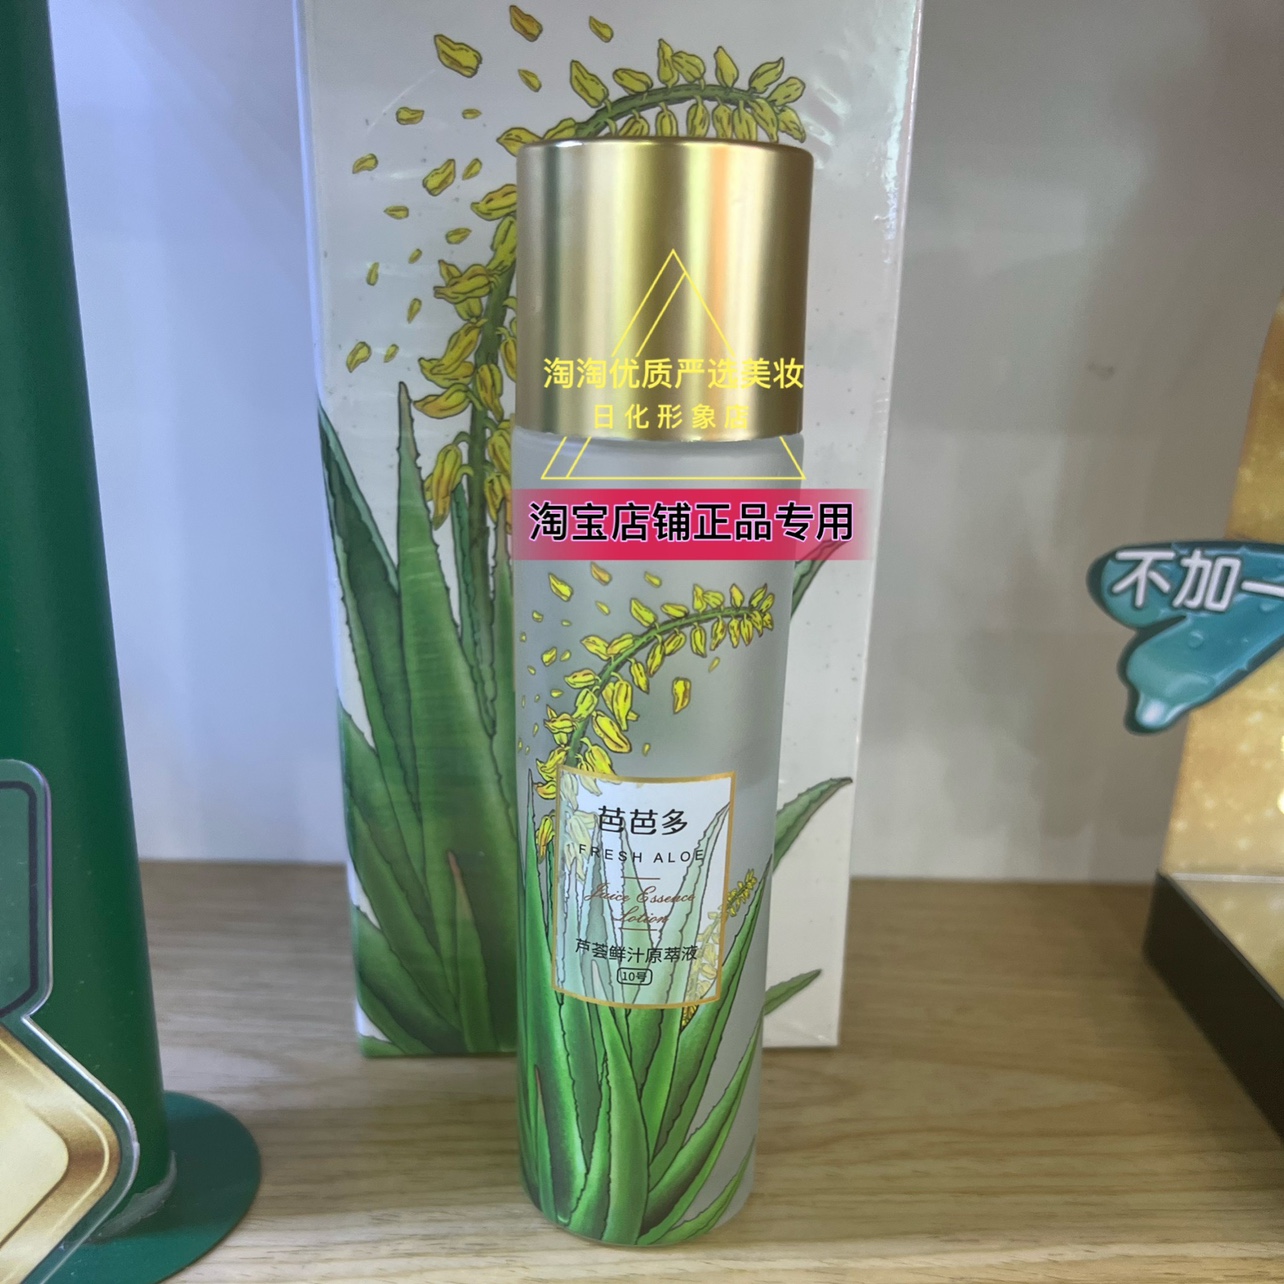 淘淘优质严选美妆
日化形象店
淘宝店铺正品专用
不加一
芭芭多
FRESH ALOE
Juice Essence
Lotion
芦荟鲜汁原萃液
10号